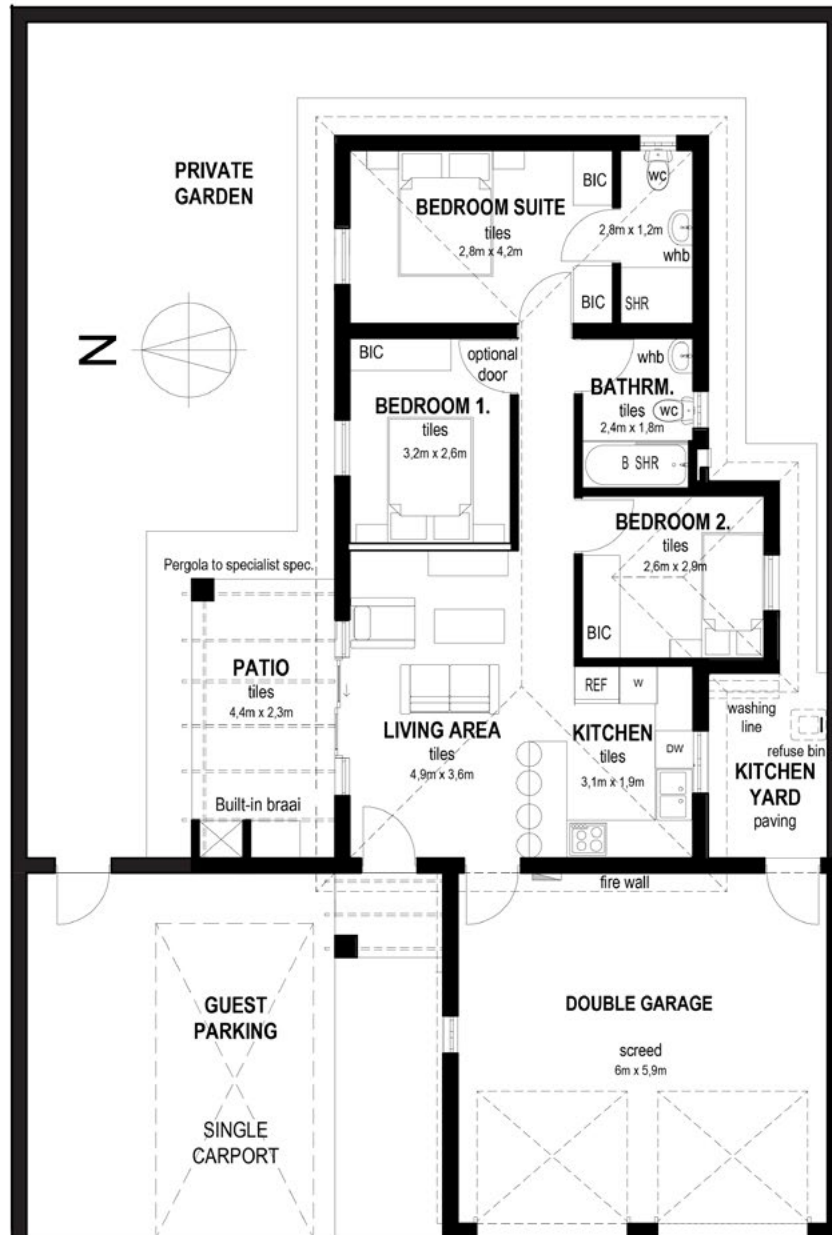 PRIVATE
GARDEN
N
BEDROOM SUITE
tiles
2,8m x 4,2m
BIC
WC
2,8m x 1,2m
whb
BIC
SHR
BIC
optional
door
BEDROOM 1.
tiles
3,2m x 2,6m
whb
BATHRM.
tiles
WC
2,4m x 1,8m
B SHR
BEDROOM 2.
tiles
2,6m x 2,9m
BIC
Pergola to specialist spec.
PATIO
tiles
4,4m x 2,3m
Built-in braai
LIVING AREA
tiles
4,9m x 3,6m
REF
W
KITCHEN
tiles
3,1m x 1,9m
DW
washing
line
refuse bin
KITCHEN
YARD
paving
fire wall
GUEST
PARKING
SINGLE
CARPORT
DOUBLE GARAGE
screed
6m x 5,9m